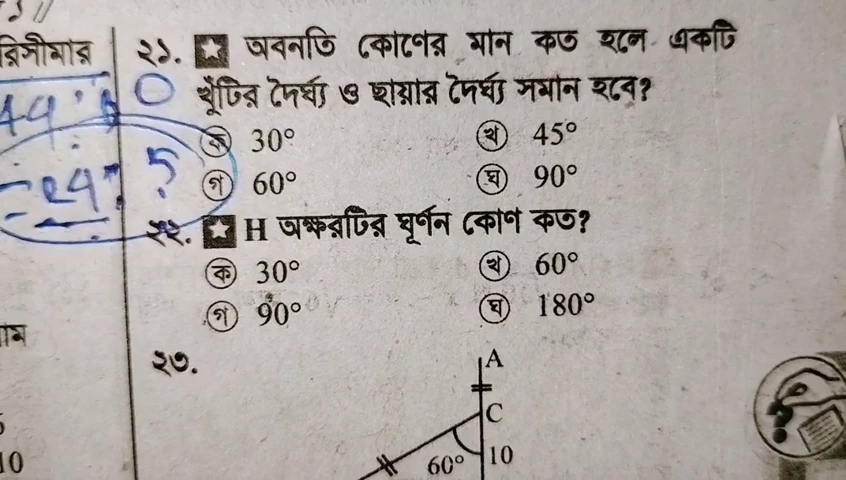 ত্রিসীমার
২১. অবনতি কোণের মান কত হলে একটি
খুঁটির দৈর্ঘ্য ও ছায়ার দৈর্ঘ্য সমান হবে?
ক 30° খ 45°
গ 60° ঘ 90°
২২. H অক্ষরটির ঘূর্ণন কোণ কত?
ক 30° খ 60°
গ 90° ঘ 180°
২৩.
A
C
60° 10
10